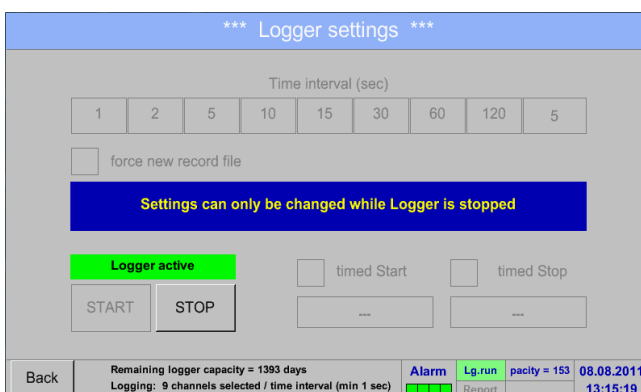 *** Logger settings ***
Time interval (sec)
1 2 5 10 15 30 60 120 5
force new record file
Settings can only be changed while Logger is stopped
Logger active
timed Start timed Stop
START STOP
--- ---
Back
Remaining logger capacity = 1393 days
Logging: 9 channels selected / time interval (min 1 sec)
Alarm
Lg.run
Report
pacity = 153
08.08.2011
13:15:19